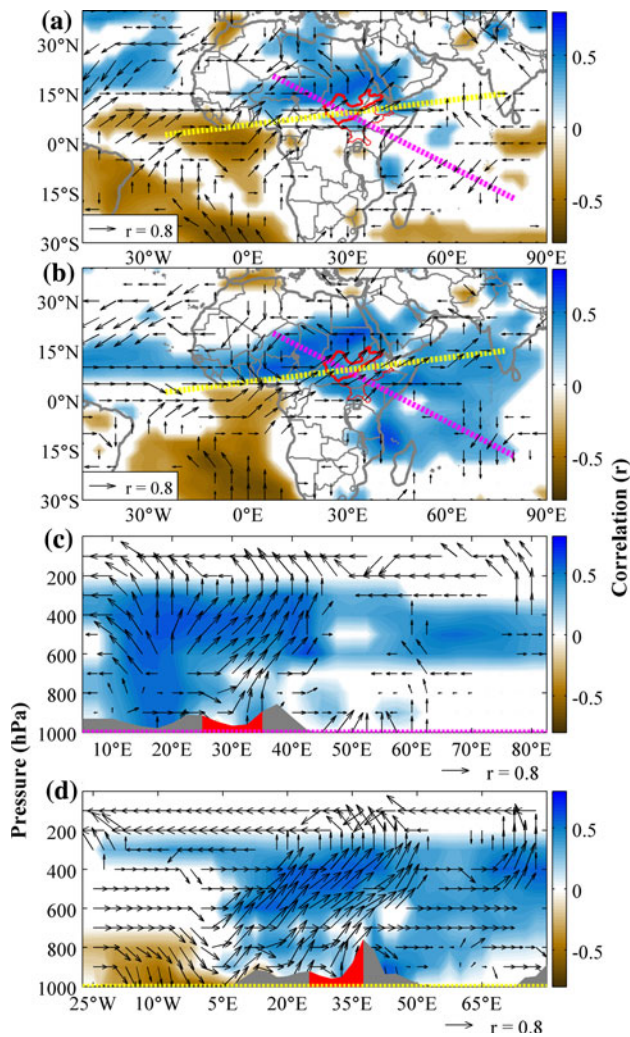 (a)
30°N
15°N
0°N
15°S
30°S
r = 0.8
30°W 0°E 30°E 60°E 90°E
0.5
0
-0.5
(b)
30°N
15°N
0°N
15°S
30°S
r = 0.8
30°W 0°E 30°E 60°E 90°E
0.5
0
-0.5
Correlation (r)
(c)
200
400
600
800
1000
10°E 20°E 30°E 40°E 50°E 60°E 70°E 80°E
r = 0.8
0.5
0
-0.5
Pressure (hPa)
(d)
200
400
600
800
1000
25°W 10°W 5°E 20°E 35°E 50°E 65°E
r = 0.8
0.5
0
-0.5